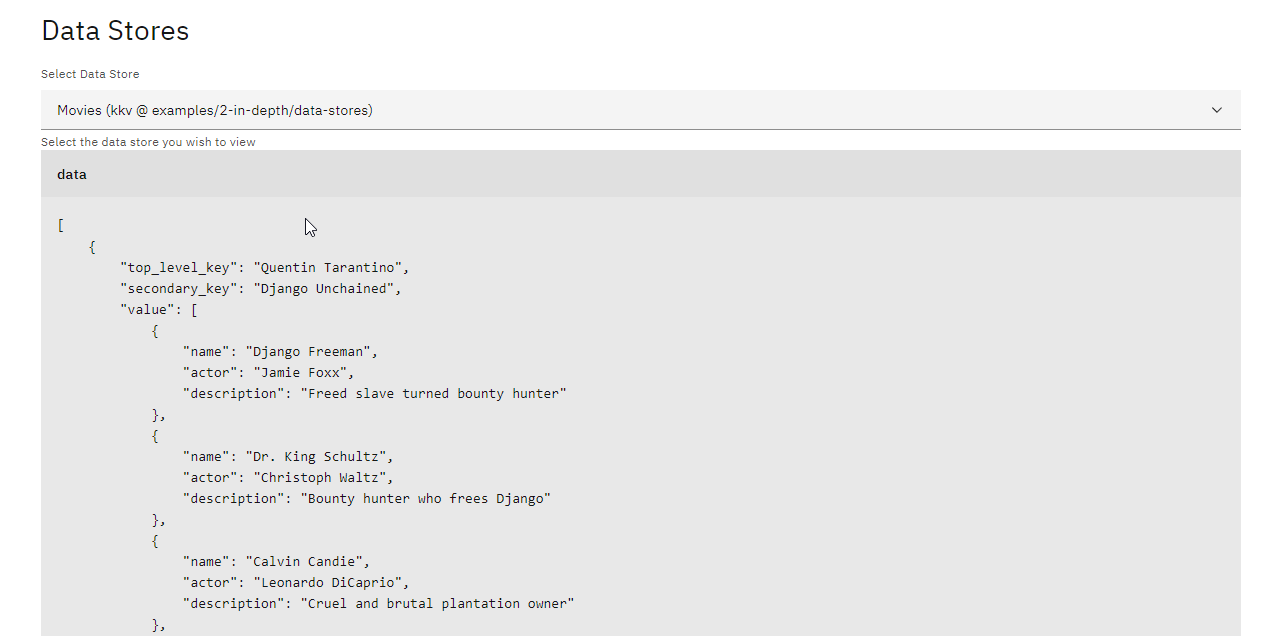 Data Stores
Select Data Store
Movies (kkv @ examples/2-in-depth/data-stores)
Select the data store you wish to view
data
[
{
"top_level_key": "Quentin Tarantino",
"secondary_key": "Django Unchained",
"value": [
{
"name": "Django Freeman",
"actor": "Jamie Foxx",
"description": "Freed slave turned bounty hunter"
},
{
"name": "Dr. King Schultz",
"actor": "Christoph Waltz",
"description": "Bounty hunter who frees Django"
},
{
"name": "Calvin Candie",
"actor": "Leonardo DiCaprio",
"description": "Cruel and brutal plantation owner"
},